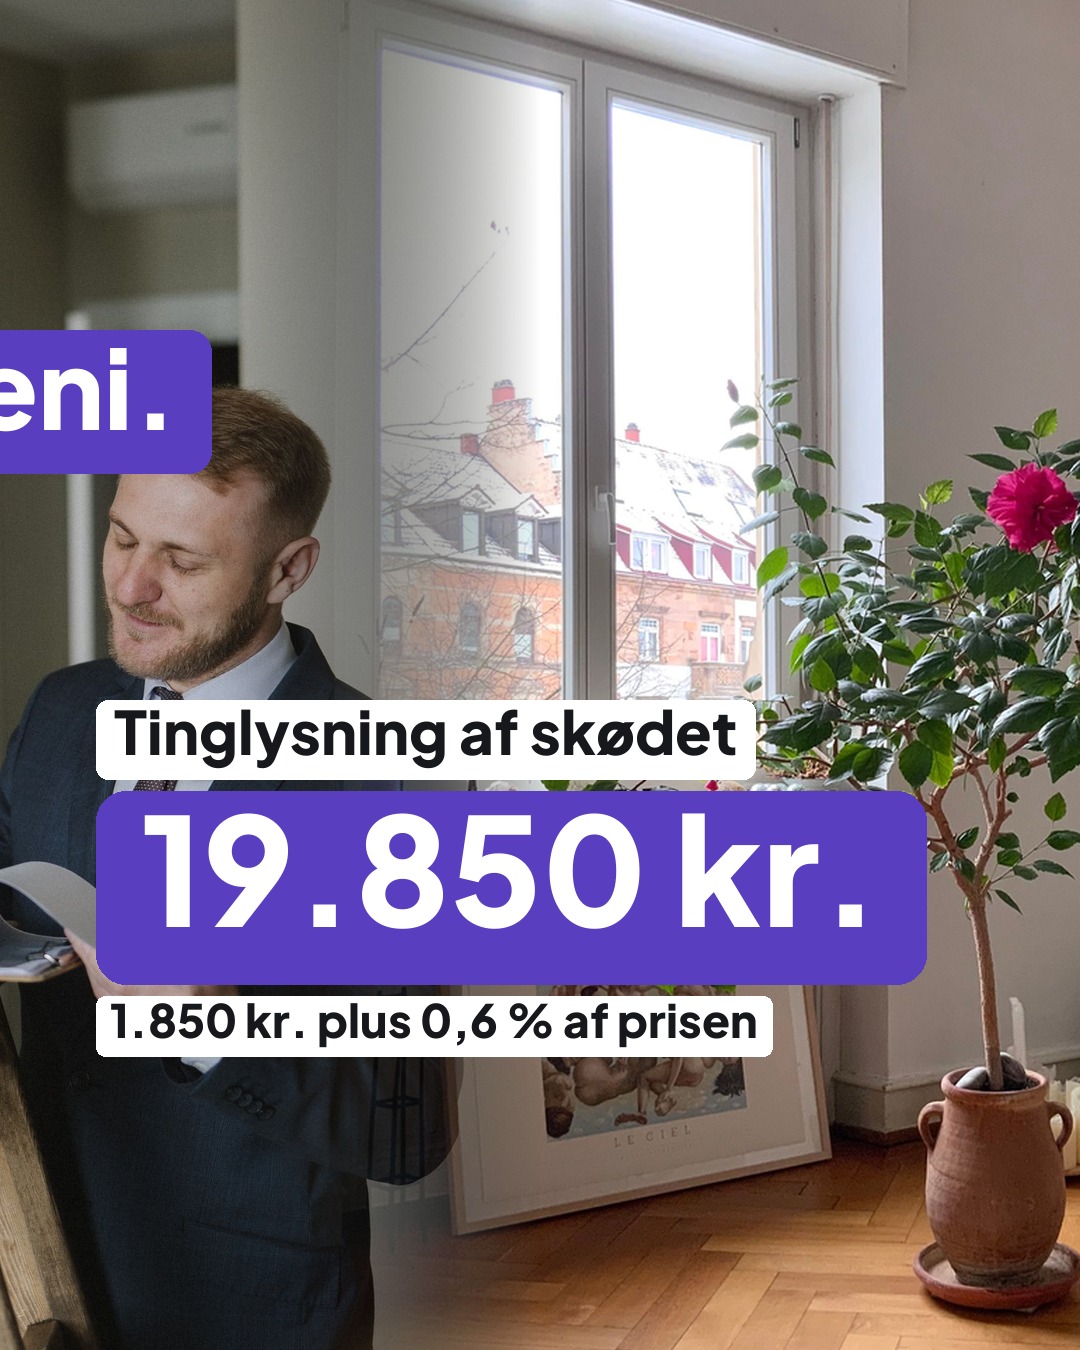 eni.
Tinglysning af skødet
19.850 kr.
1.850 kr. plus 0,6 % af prisen
LE CIEL